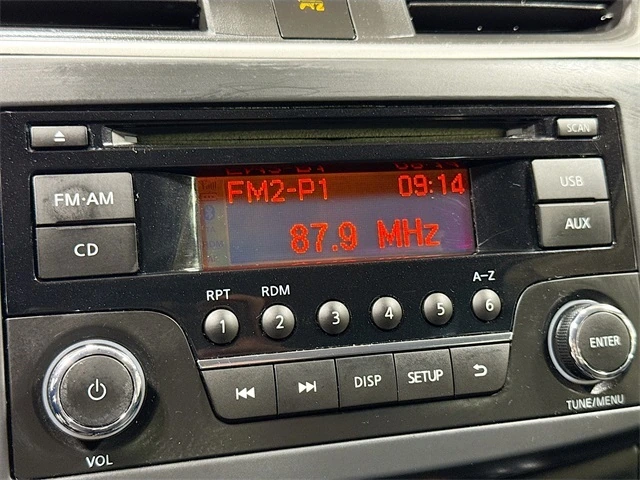 SCAN
FM·AM
USB
FM2-P1 09:14
87.9 MHz
CD
AUX
RPT RDM A-Z
1 2 3 4 5 6
DISP SETUP
ENTER
TUNE/MENU
VOL